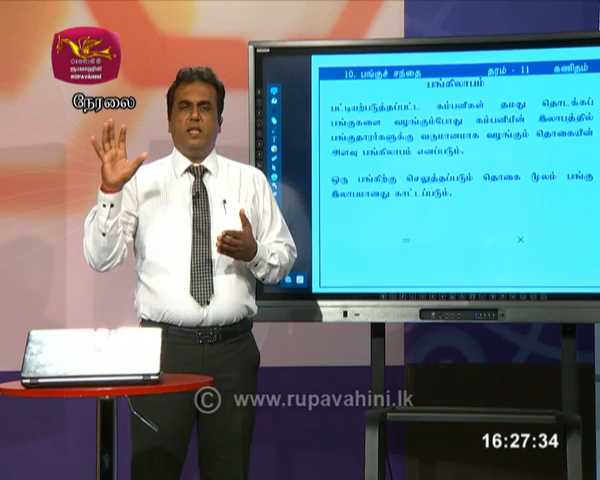 ரூபவாஹினி
RUPAVAHINI
நேரலை
10. பங்குச் சந்தை தரம் - 11 கணிதம்
பங்கிலாபம்
பட்டியற்படுத்தப்பட்ட கம்பனிகள் தமது தொடக்கப்
பங்குகளை வழங்கும்போது கம்பனியின் இலாபத்தில்
பங்குதாரர்களுக்கு வருமானமாக வழங்கும் தொகையின்
அளவு பங்கிலாபம் எனப்படும்.
ஒரு பங்கிற்கு செலுத்தப்படும் தொகை மூலம் பங்கு
இலாபமானது காட்டப்படும்.
= ×
© www.rupavahini.lk
16:27:34